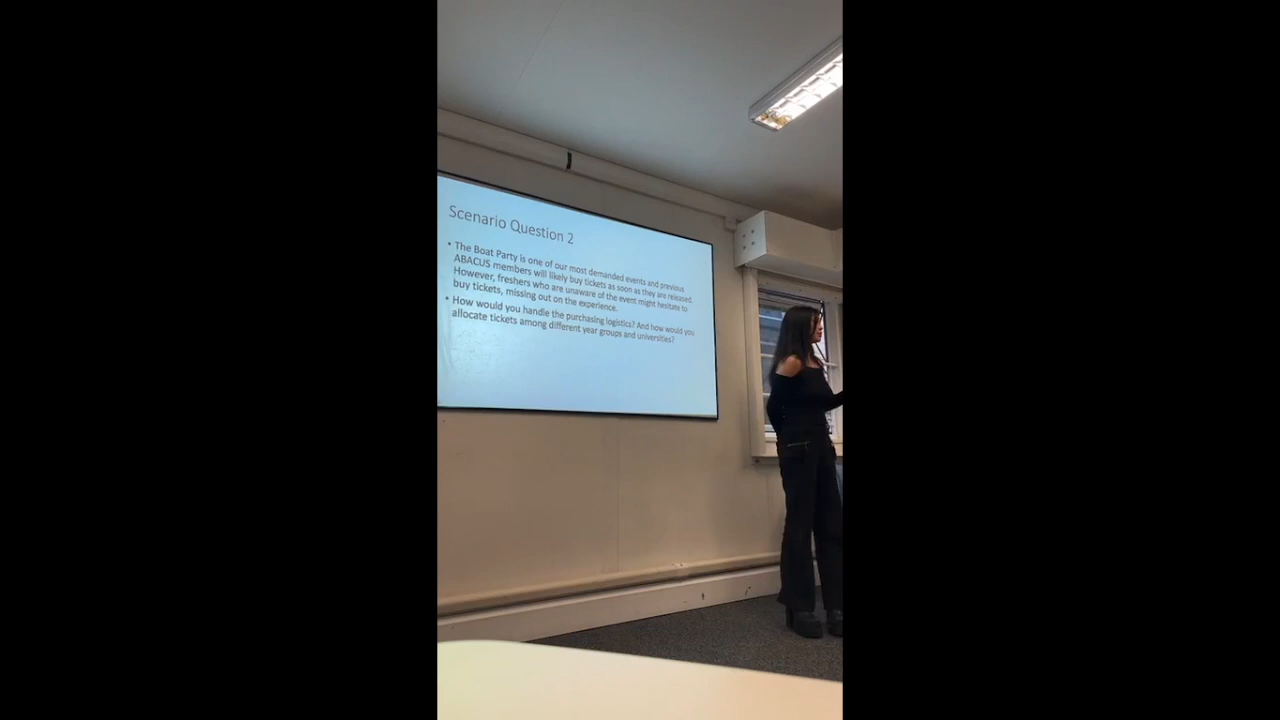 Scenario Question 2
• The Boat Party is one of our most demanded events and previous
ABACUS members will likely buy tickets as soon as they are released.
However, freshers who are unaware of the event might hesitate to
buy tickets, missing out on the experience.
• How would you handle the purchasing logistics? And how would you
allocate tickets among different year groups and universities?